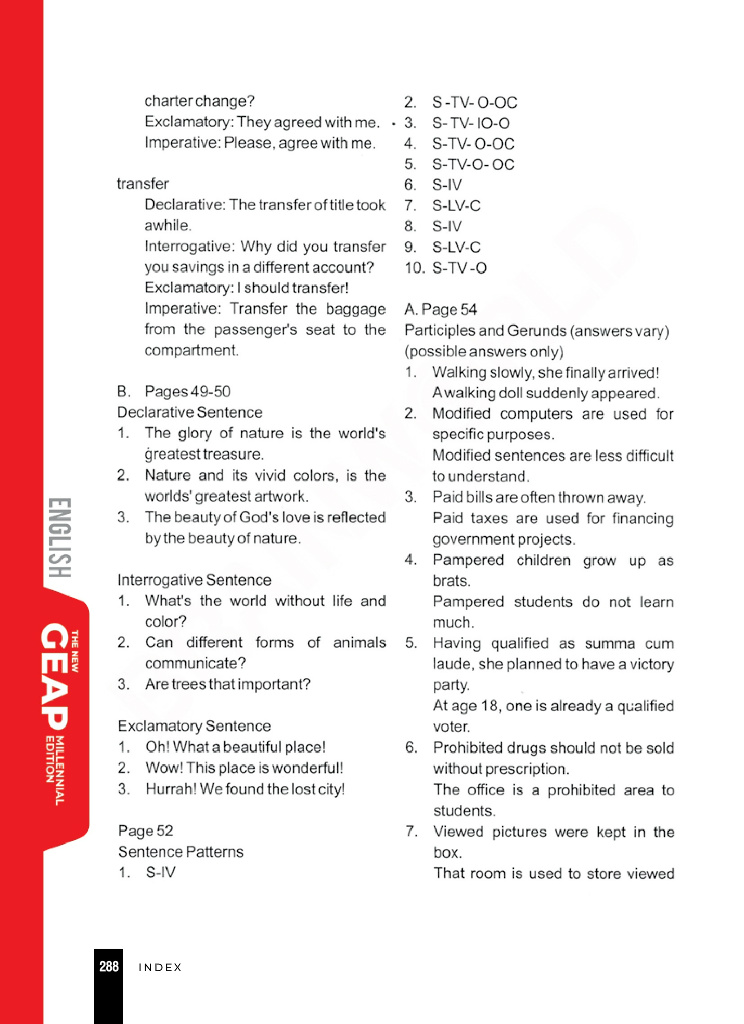 charter change?
Exclamatory: They agreed with me.
Imperative: Please, agree with me.
transfer
Declarative: The transfer of title took
awhile.
Interrogative: Why did you transfer
you savings in a different account?
Exclamatory: I should transfer!
Imperative: Transfer the baggage
from the passenger's seat to the
compartment.
B. Pages 49-50
Declarative Sentence
1. The glory of nature is the world's
greatest treasure.
2. Nature and its vivid colors, is the
worlds' greatest artwork.
3. The beauty of God's love is reflected
by the beauty of nature.
Interrogative Sentence
1. What's the world without life and
color?
2. Can different forms of animals
communicate?
3. Are trees that important?
Exclamatory Sentence
1. Oh! What a beautiful place!
2. Wow! This place is wonderful!
3. Hurrah! We found the lost city!
Page 52
Sentence Patterns
1. S-IV
2. S -TV- O-OC
3. S- TV- IO-O
4. S-TV- O-OC
5. S-TV-O- OC
6. S-IV
7. S-LV-C
8. S-IV
9. S-LV-C
10. S-TV -O
A. Page 54
Participles and Gerunds (answers vary)
(possible answers only)
1. Walking slowly, she finally arrived!
A walking doll suddenly appeared.
2. Modified computers are used for
specific purposes.
Modified sentences are less difficult
to understand.
3. Paid bills are often thrown away.
Paid taxes are used for financing
government projects.
4. Pampered children grow up as
brats.
Pampered students do not learn
much.
5. Having qualified as summa cum
laude, she planned to have a victory
party.
At age 18, one is already a qualified
voter.
6. Prohibited drugs should not be sold
without prescription.
The office is a prohibited area to
students.
7. Viewed pictures were kept in the
box.
That room is used to store viewed
ENGLISH
THE NEW
GEAP
MILLENNIAL
EDITION
288 INDEX